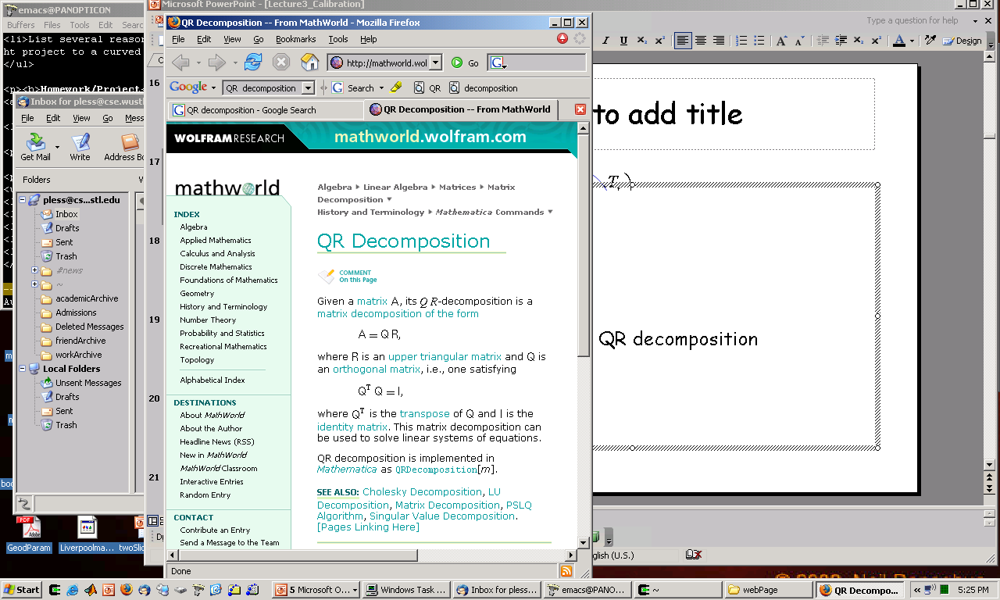 emacs@PANOPTICON
Buffers Files Tools Edit Searc
<li>List several reason
ht project to a curved
</ul>
<p><b>Homework/Project
Microsoft PowerPoint - [Lecture3_Calibration]
Type a question for help
Design
16
17
18
19
20
21
to add title
QR decomposition
glish (U.S.)
Inbox for pless@cse.wust
File Edit View Go Mess
Get Mail Write Address Bo
Folders
pless@cs...stl.edu
Inbox
Drafts
Sent
Trash
#news
~
academicArchive
Admissions
Deleted Messages
friendArchive
workArchive
Local Folders
Unsent Messages
Drafts
Sent
Trash
QR Decomposition -- From MathWorld - Mozilla Firefox
File Edit View Go Bookmarks Tools Help
http://mathworld.wol Go
Google QR decomposition Search QR decomposition
QR decomposition - Google Search QR Decomposition -- From MathWorld
WOLFRAMRESEARCH mathworld.wolfram.com
mathworld
INDEX
Algebra
Applied Mathematics
Calculus and Analysis
Discrete Mathematics
Foundations of Mathematics
Geometry
History and Terminology
Number Theory
Probability and Statistics
Recreational Mathematics
Topology
Alphabetical Index
DESTINATIONS
About MathWorld
About the Author
Headline News (RSS)
New in MathWorld
MathWorld Classroom
Interactive Entries
Random Entry
CONTACT
Contribute an Entry
Send a Message to the Team
Algebra ▶ Linear Algebra ▶ Matrices ▶ Matrix
Decomposition ▼
History and Terminology ▶ Mathematica Commands ▼
QR Decomposition
COMMENT
On this Page
Given a matrix A, its Q R-decomposition is a
matrix decomposition of the form
A = Q R,
where R is an upper triangular matrix and Q is
an orthogonal matrix, i.e., one satisfying
Qᵀ Q = I,
where Qᵀ is the transpose of Q and I is the
identity matrix. This matrix decomposition can
be used to solve linear systems of equations.
QR decomposition is implemented in
Mathematica as QRDecomposition[m].
SEE ALSO: Cholesky Decomposition, LU
Decomposition, Matrix Decomposition, PSLQ
Algorithm, Singular Value Decomposition.
[Pages Linking Here]
Done
GeodParam Liverpoolma... twoSlic
Start 5 Microsoft O... Windows Task ... Inbox for pless... emacs@PANO... ~ webPage QR Decompo... 5:25 PM